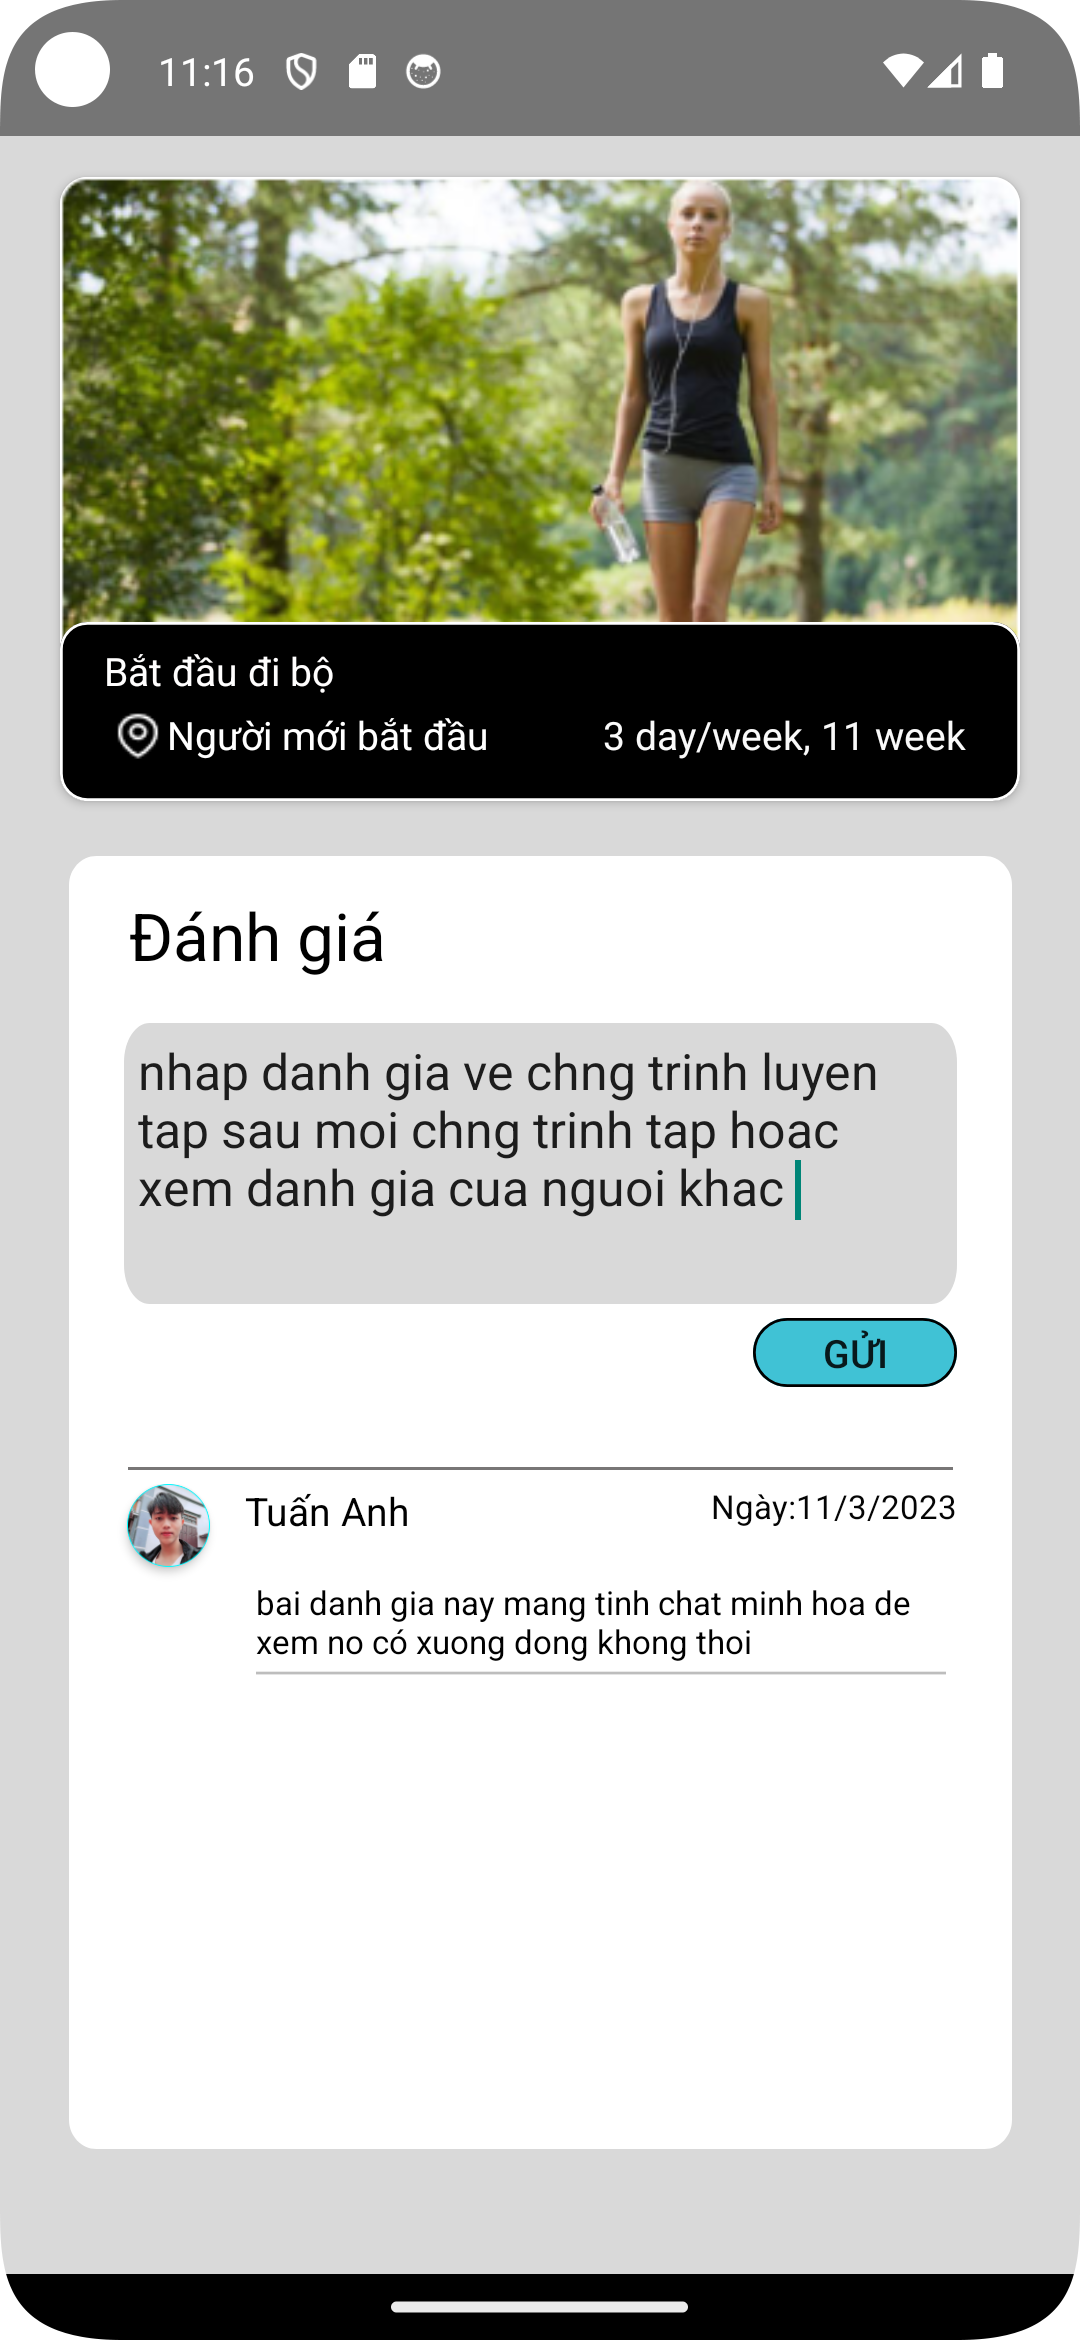 11:16
Bắt đầu đi bộ
Người mới bắt đầu 3 day/week, 11 week
Đánh giá
nhap danh gia ve chng trinh luyen
tap sau moi chng trinh tap hoac
xem danh gia cua nguoi khac
GỬI
Tuấn Anh Ngày:11/3/2023
bai danh gia nay mang tinh chat minh hoa de
xem no có xuong dong khong thoi